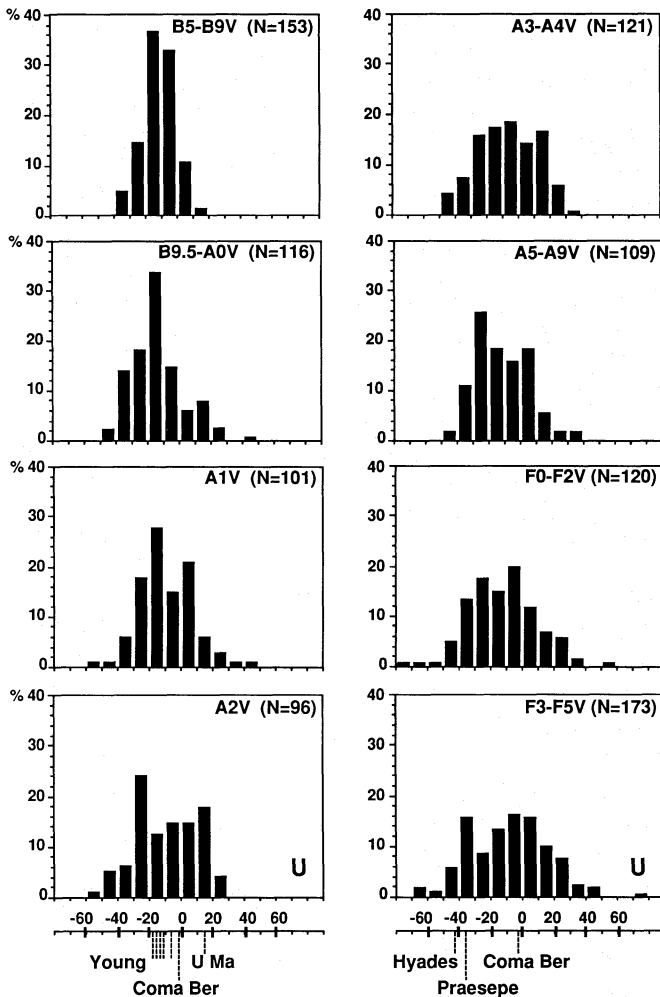 % 40
30
20
10
0
B5-B9V (N=153)
40
30
20
10
0
A3-A4V (N=121)
% 40
30
20
10
0
B9.5-A0V (N=116)
40
30
20
10
0
A5-A9V (N=109)
% 40
30
20
10
0
A1V (N=101)
40
30
20
10
0
F0-F2V (N=120)
% 40
30
20
10
0
A2V (N=96)
U
40
30
20
10
0
F3-F5V (N=173)
U
-60 -40 -20 0 20 40 60
-60 -40 -20 0 20 40 60
Young
U Ma
Coma Ber
Hyades
Coma Ber
Praesepe